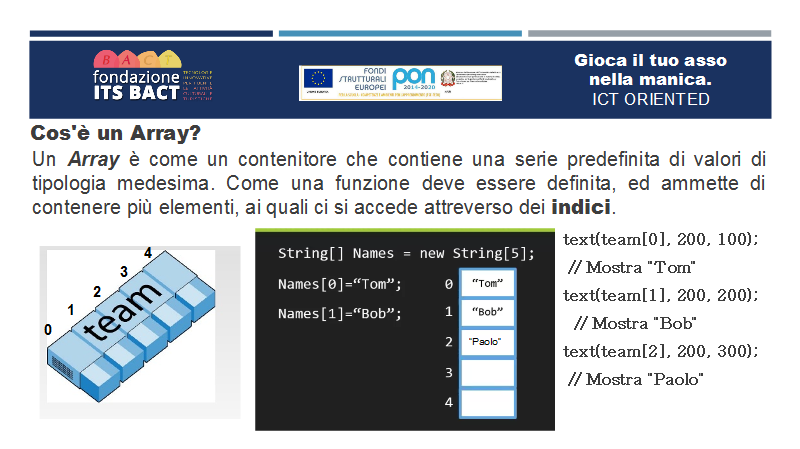 BACT
fondazione
ITS BACT
FONDI
STRUTTURALI
EUROPEI
pon
2014-2020
Gioca il tuo asso
nella manica.
ICT ORIENTED
Cos'è un Array?
Un Array è come un contenitore che contiene una serie predefinita di valori di
tipologia medesima. Come una funzione deve essere definita, ed ammette di
contenere più elementi, ai quali ci si accede attreverso dei indici.
0
1
2
3
4
team
String[] Names = new String[5];
Names[0]=“Tom”;
Names[1]=“Bob”;
0 “Tom”
1 “Bob”
2 "Paolo"
3
4
text(team[0], 200, 100);
// Mostra "Tom"
text(team[1], 200, 200);
// Mostra "Bob"
text(team[2], 200, 300);
// Mostra "Paolo"